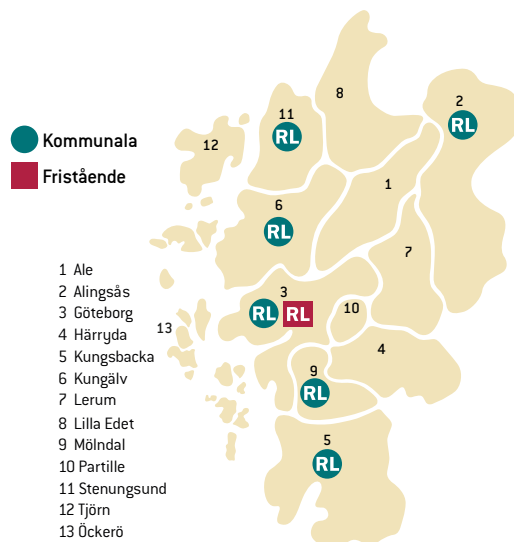 8
2
RL
11
RL
12
Kommunala
Fristående
1
6
RL
7
3
RL RL
10
13
4
9
RL
5
RL
1 Ale
2 Alingsås
3 Göteborg
4 Härryda
5 Kungsbacka
6 Kungälv
7 Lerum
8 Lilla Edet
9 Mölndal
10 Partille
11 Stenungsund
12 Tjörn
13 Öckerö